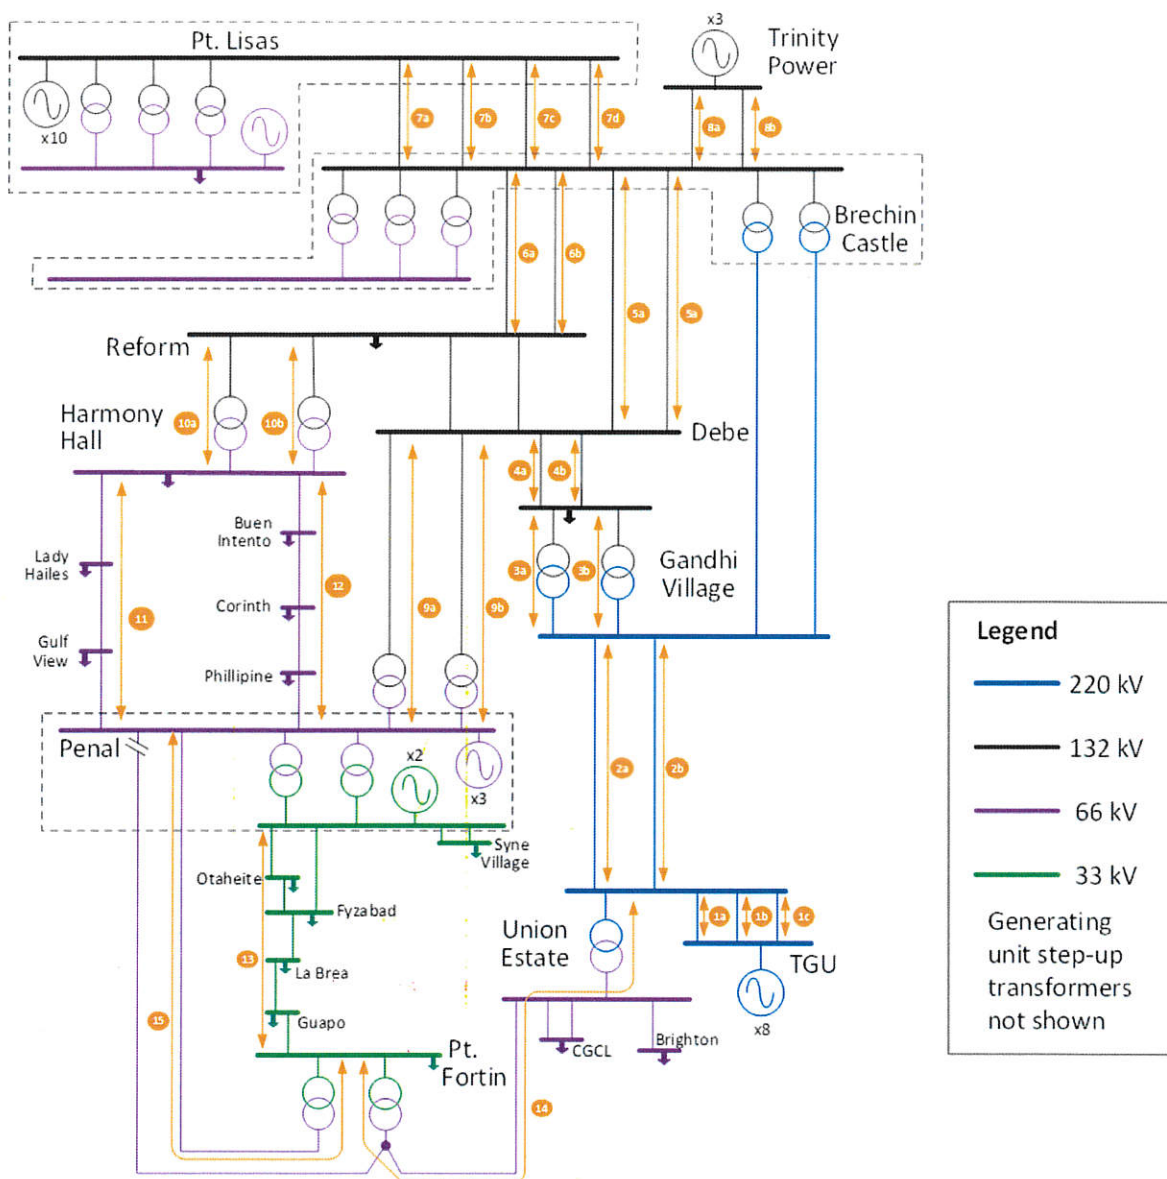 Pt. Lisas
x3
Trinity
Power
x10
7a
7b
7c
7d
8a
8b
Brechin
Castle
6a
6b
5a
5a
Reform
Harmony
Hall
10a
10b
Debe
4a
4b
Gandhi
Village
3a
3b
Buen
Intento
Lady
Hailes
Corinth
Gulf
View
Phillipine
11
12
9a
9b
Penal
x2
x3
2a
2b
Syne
Village
Otaheite
Fyzabad
La Brea
Guapo
13
15
Pt.
Fortin
Union
Estate
1a
1b
1c
TGU
x8
CGCL
Brighton
14
Legend
220 kV
132 kV
66 kV
33 kV
Generating
unit step-up
transformers
not shown